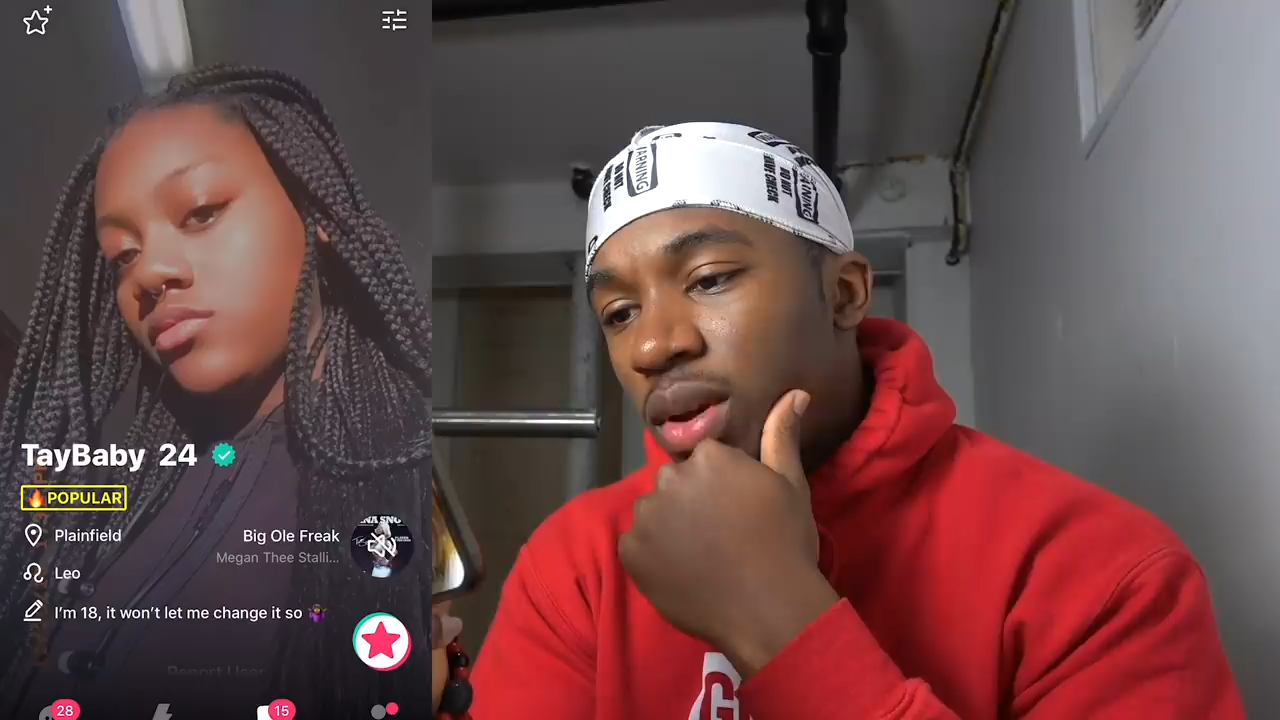 TayBaby 24
POPULAR
Plainfield
Big Ole Freak
Megan Thee Stalli...
Leo
I'm 18, it won't let me change it so
Report User
28
15
WARNING
DO NOT
WARNING
G